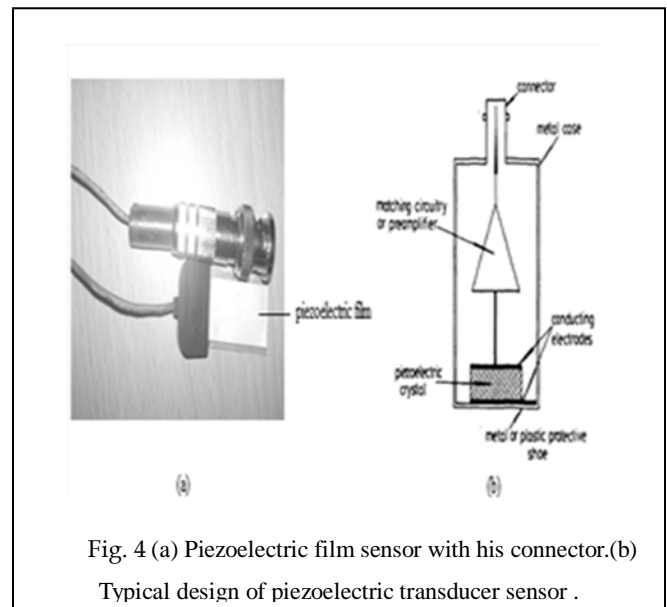 connector
metal case
matching circuitry
or preamplifier
piezoelectric film
conducting
electrodes
piezoelectric
crystal
metal or plastic protective
shoe
(a)
(b)
Fig. 4 (a) Piezoelectric film sensor with his connector.(b)
Typical design of piezoelectric transducer sensor .